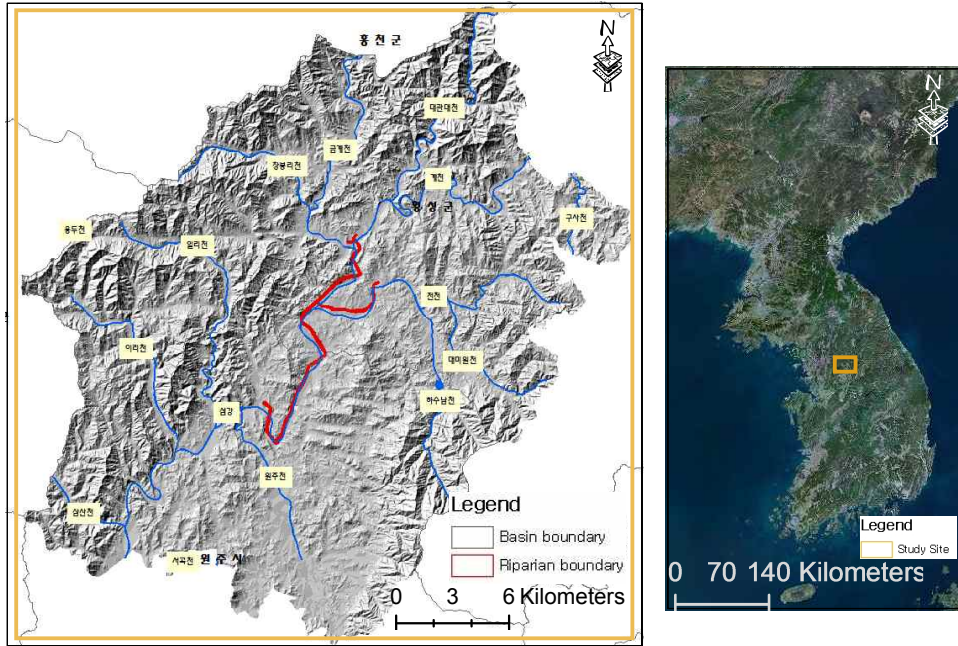 N
홍 천 군
대관대천
금계천
장봉리천
계천
횡 성 군
구사천
용두천
일리천
전천
이리천
대미원천
하수남천
섬강
원주천
삼산천
서곡천
원 주 시
Legend
Basin boundary
Riparian boundary
0 3 6 Kilometers
N
Legend
Study Site
0 70 140 Kilometers